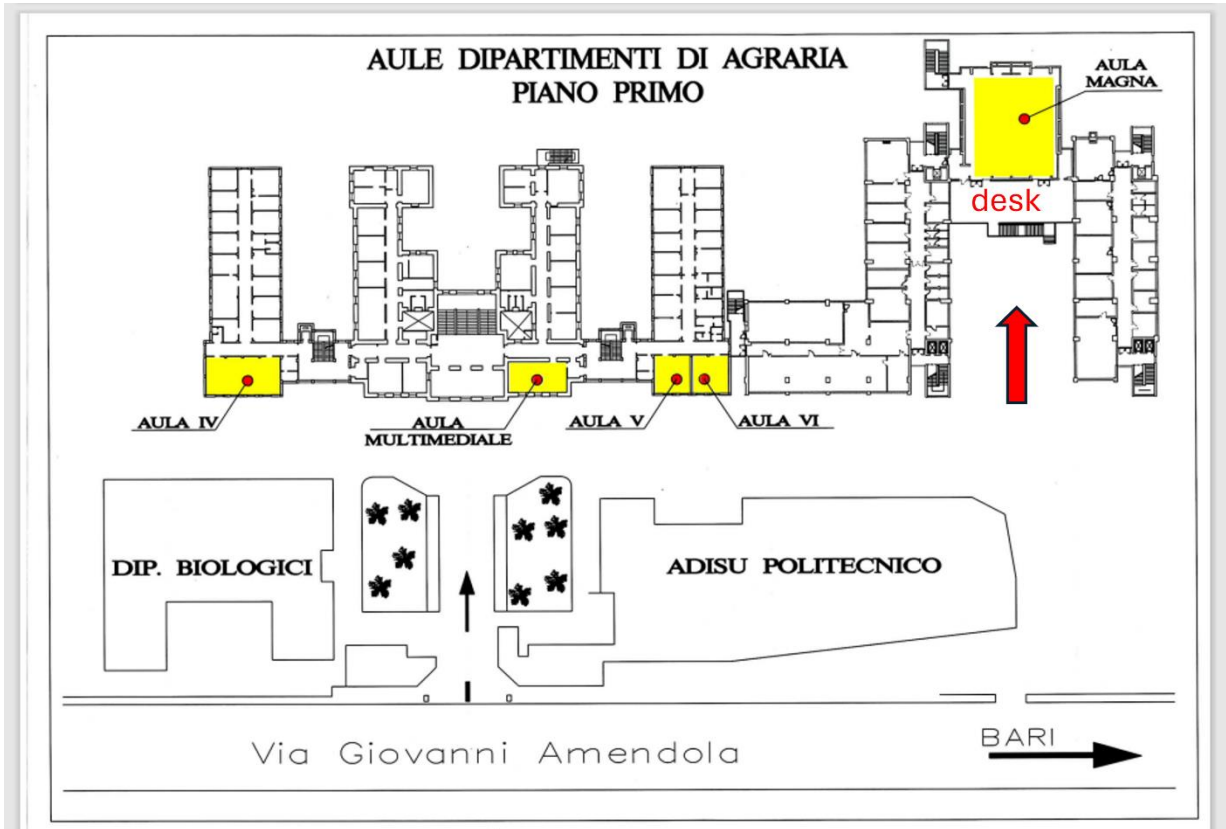 AULE DIPARTIMENTI DI AGRARIA
PIANO PRIMO
AULA
MAGNA
desk
AULA IV
AULA
MULTIMEDIALE
AULA V
AULA VI
DIP. BIOLOGICI
ADISU POLITECNICO
Via Giovanni Amendola
BARI